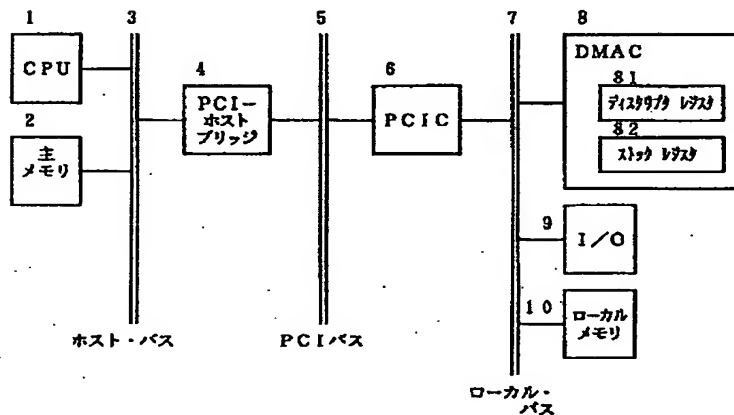 1
CPU
2
主
メモリ
3
ホスト・バス
4
PCI-
ホスト
ブリッジ
5
PCIバス
6
PCIC
7
ローカル・
バス
8
DMAC
81
ディスクリプタ レジスタ
82
ストック レジスタ
9
I/O
10
ローカル
メモリ